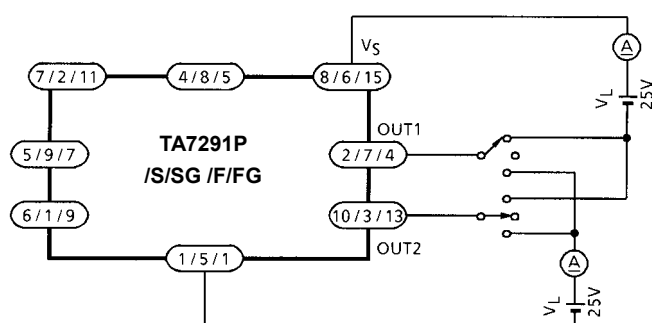 VS
A
7 / 2 / 11
4 / 8 / 5
8 / 6 / 15
VL
25V
OUT1
TA7291P
/S/SG /F/FG
5 / 9 / 7
2 / 7 / 4
6 / 1 / 9
10 / 3 / 13
OUT2
1 / 5 / 1
A
VL
25V